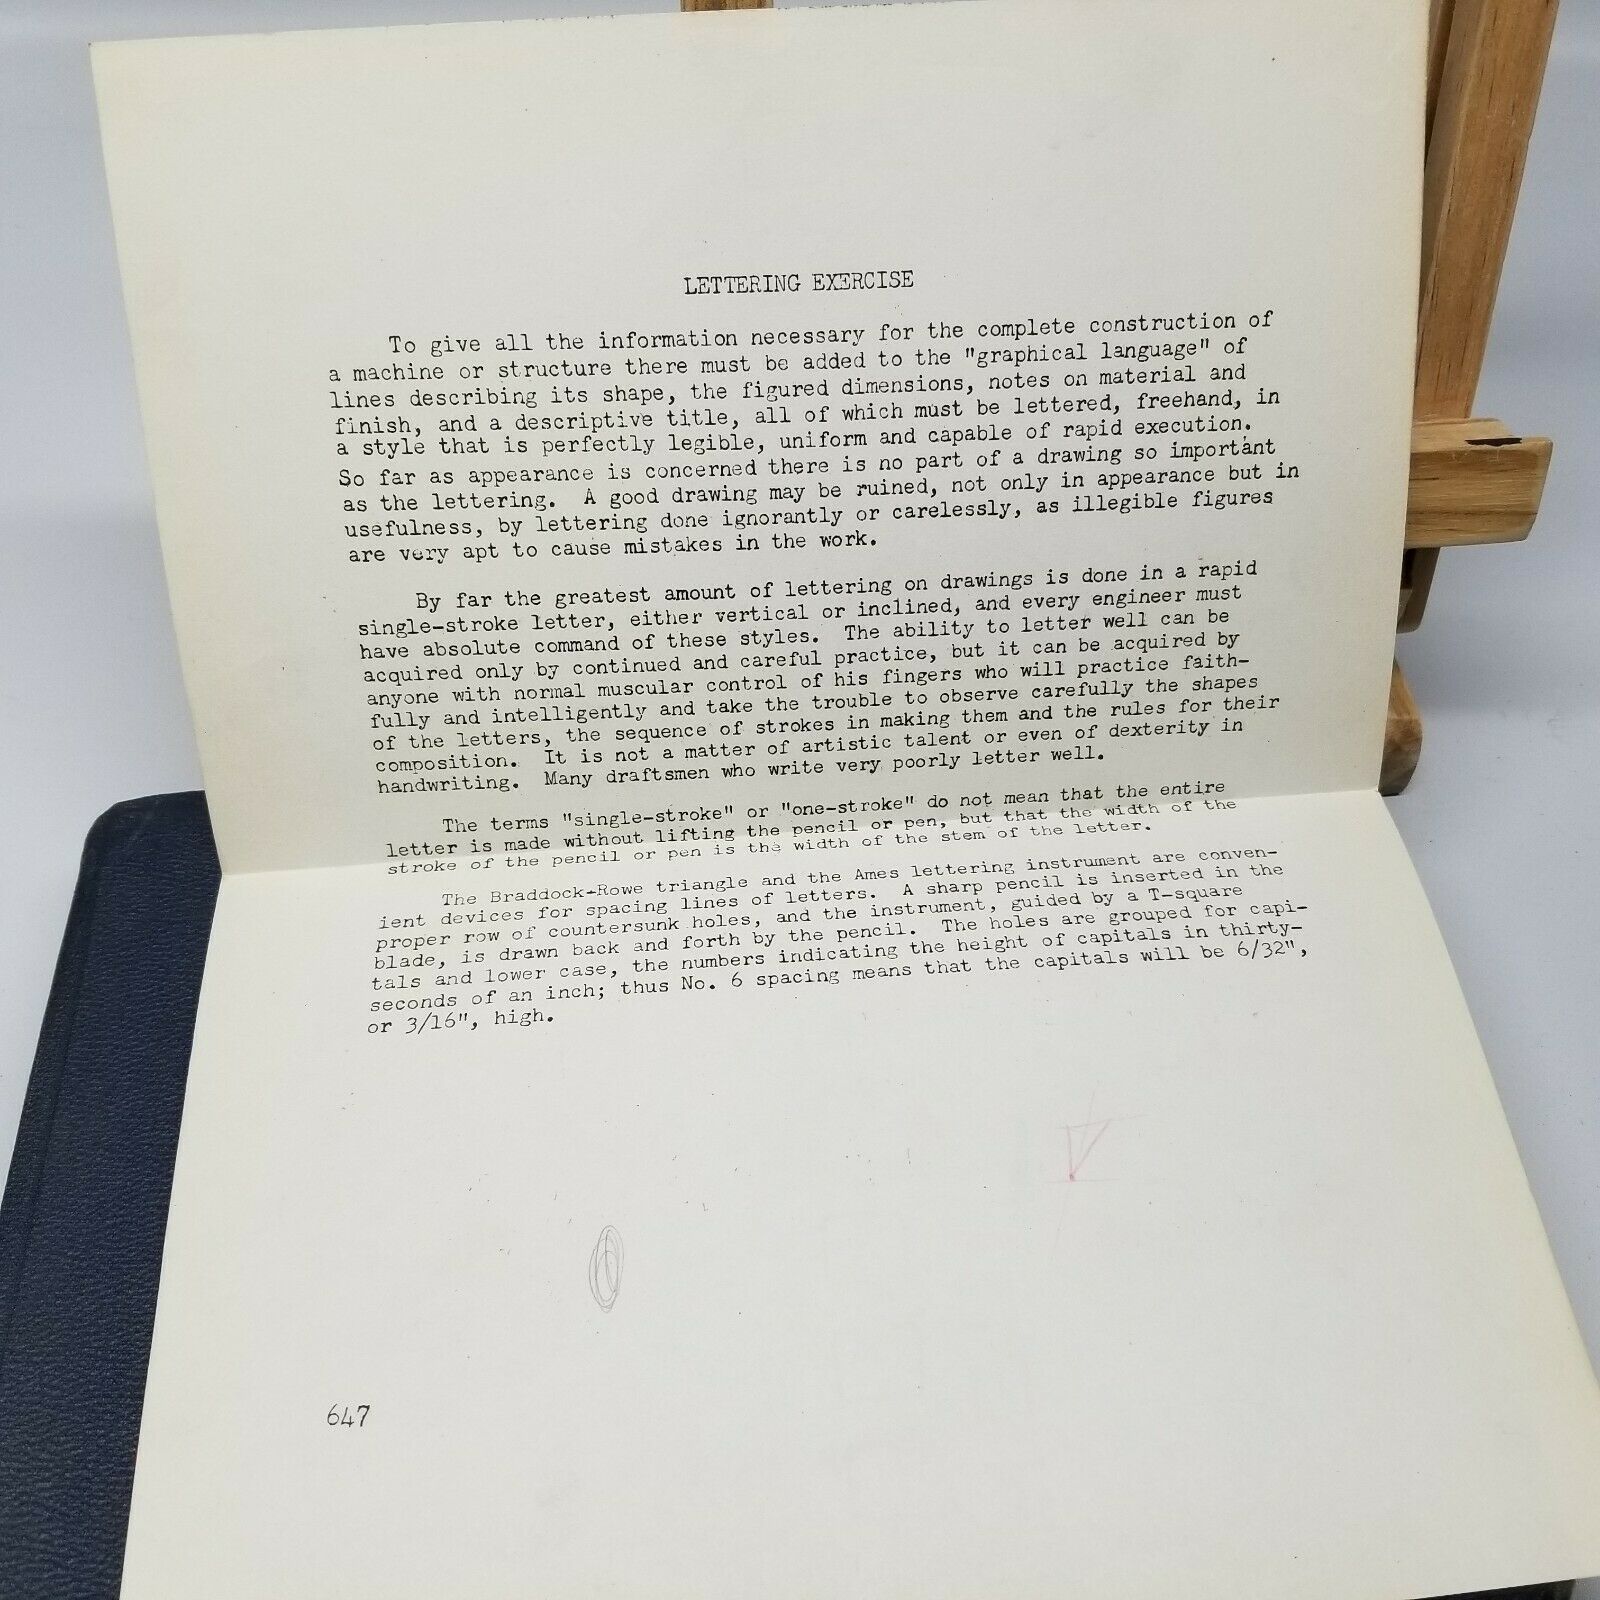 LETTERING EXERCISE
To give all the information necessary for the complete construction of
a machine or structure there must be added to the "graphical language" of
lines describing its shape, the figured dimensions, notes on material and
finish, and a descriptive title, all of which must be lettered, freehand, in
a style that is perfectly legible, uniform and capable of rapid execution.
So far as appearance is concerned there is no part of a drawing so important
as the lettering. A good drawing may be ruined, not only in appearance but in
usefulness, by lettering done ignorantly or carelessly, as illegible figures
are very apt to cause mistakes in the work.
By far the greatest amount of lettering on drawings is done in a rapid
single-stroke letter, either vertical or inclined, and every engineer must
have absolute command of these styles. The ability to letter well can be
acquired only by continued and careful practice, but it can be acquired by
anyone with normal muscular control of his fingers who will practice faith-
fully and intelligently and take the trouble to observe carefully the shapes
of the letters, the sequence of strokes in making them and the rules for their
composition. It is not a matter of artistic talent or even of dexterity in
handwriting. Many draftsmen who write very poorly letter well.
The terms "single-stroke" or "one-stroke" do not mean that the entire
letter is made without lifting the pencil or pen, but that the width of the
stroke of the pencil or pen is the width of the stem of the letter.
The Braddock-Rowe triangle and the Ames lettering instrument are conven-
ient devices for spacing lines of letters. A sharp pencil is inserted in the
proper row of countersunk holes, and the instrument, guided by a T-square
blade, is drawn back and forth by the pencil. The holes are grouped for capi-
tals and lower case, the numbers indicating the height of capitals in thirty-
seconds of an inch; thus No. 6 spacing means that the capitals will be 6/32",
or 3/16", high.
647